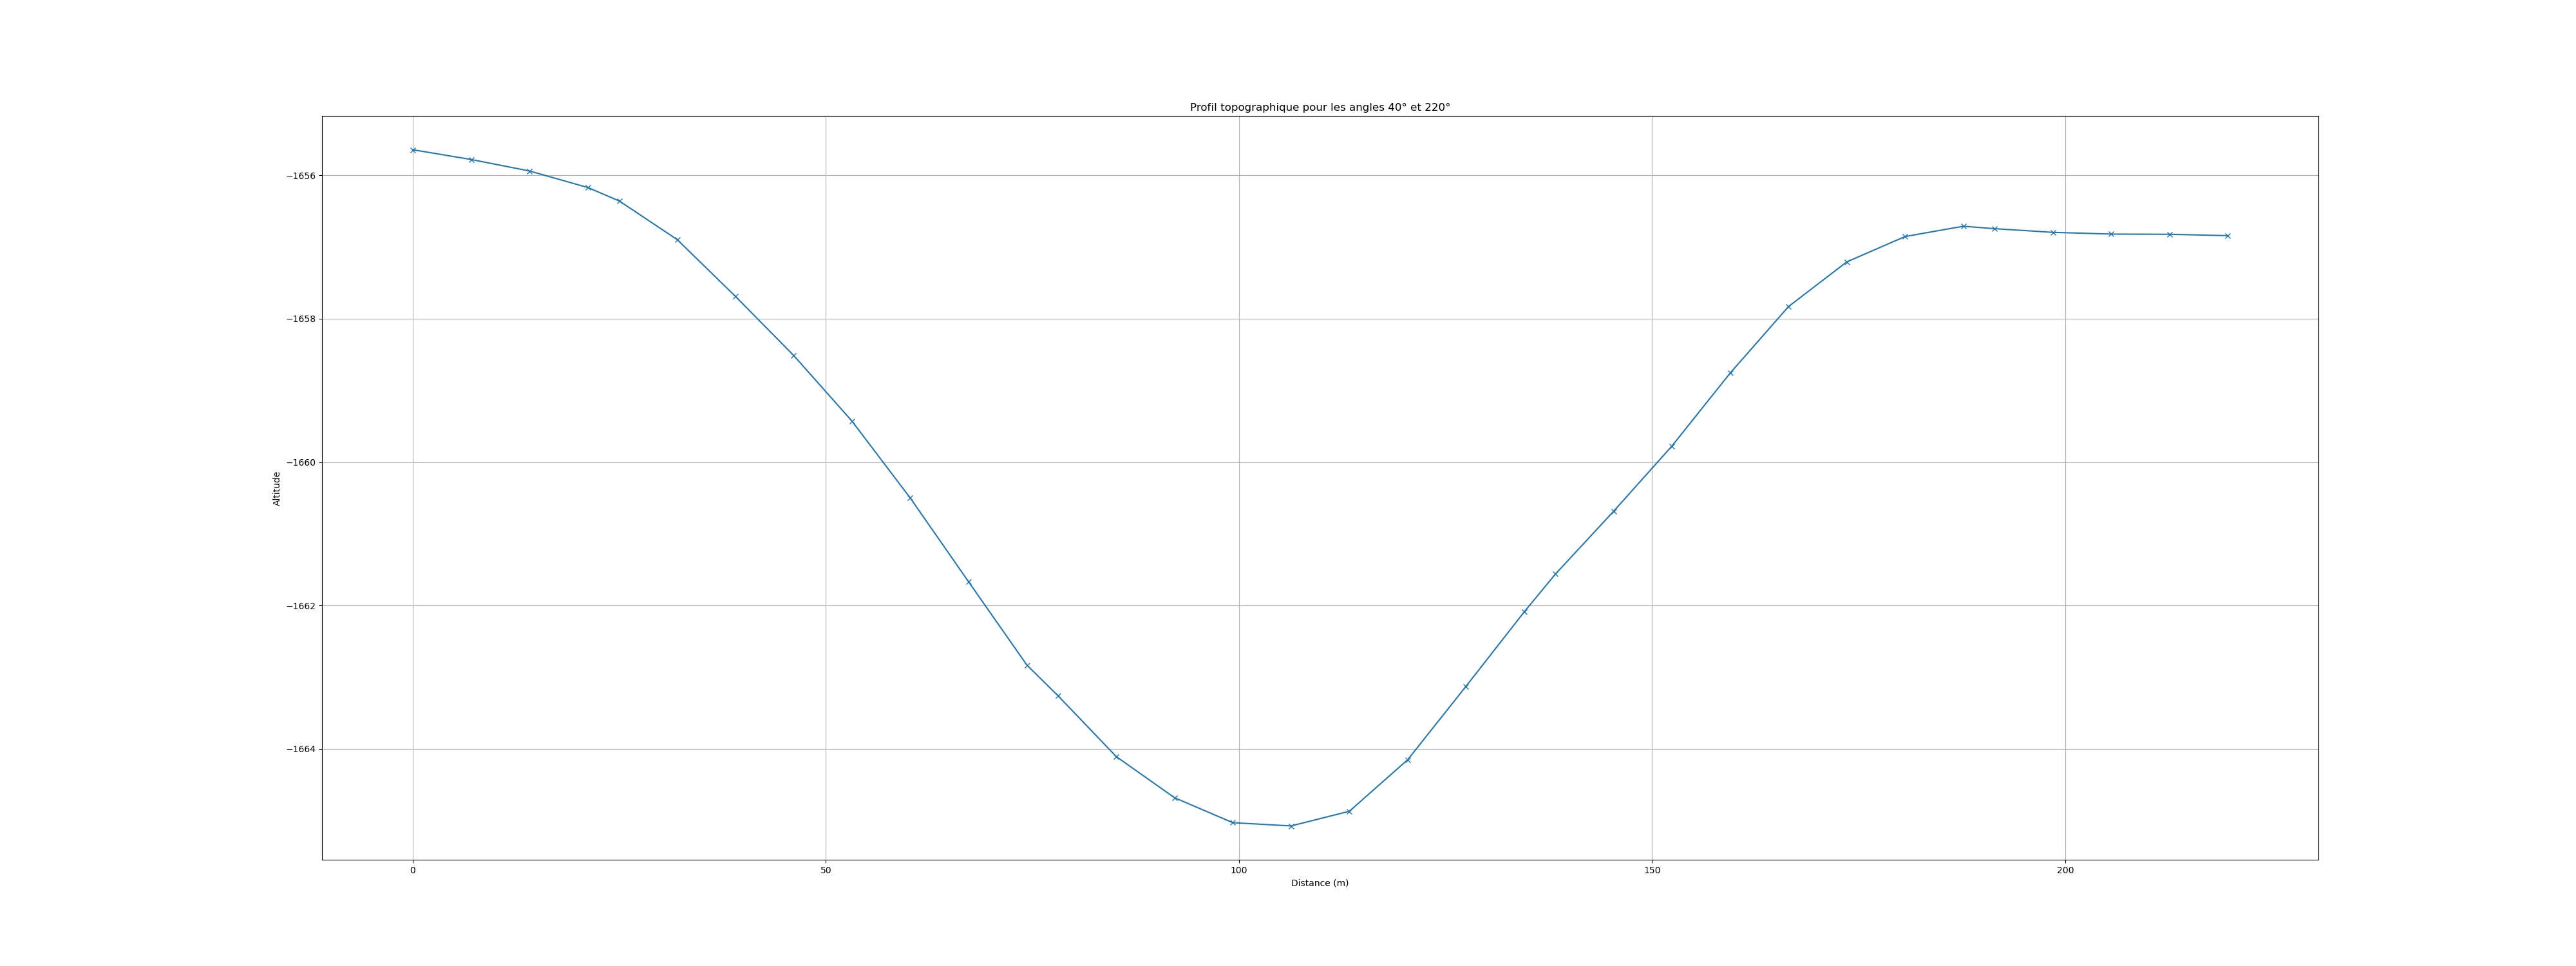 Profil topographique pour les angles 40° et 220°
−1656
−1658
−1660
−1662
−1664
Altitude
0 50 100 150 200
Distance (m)